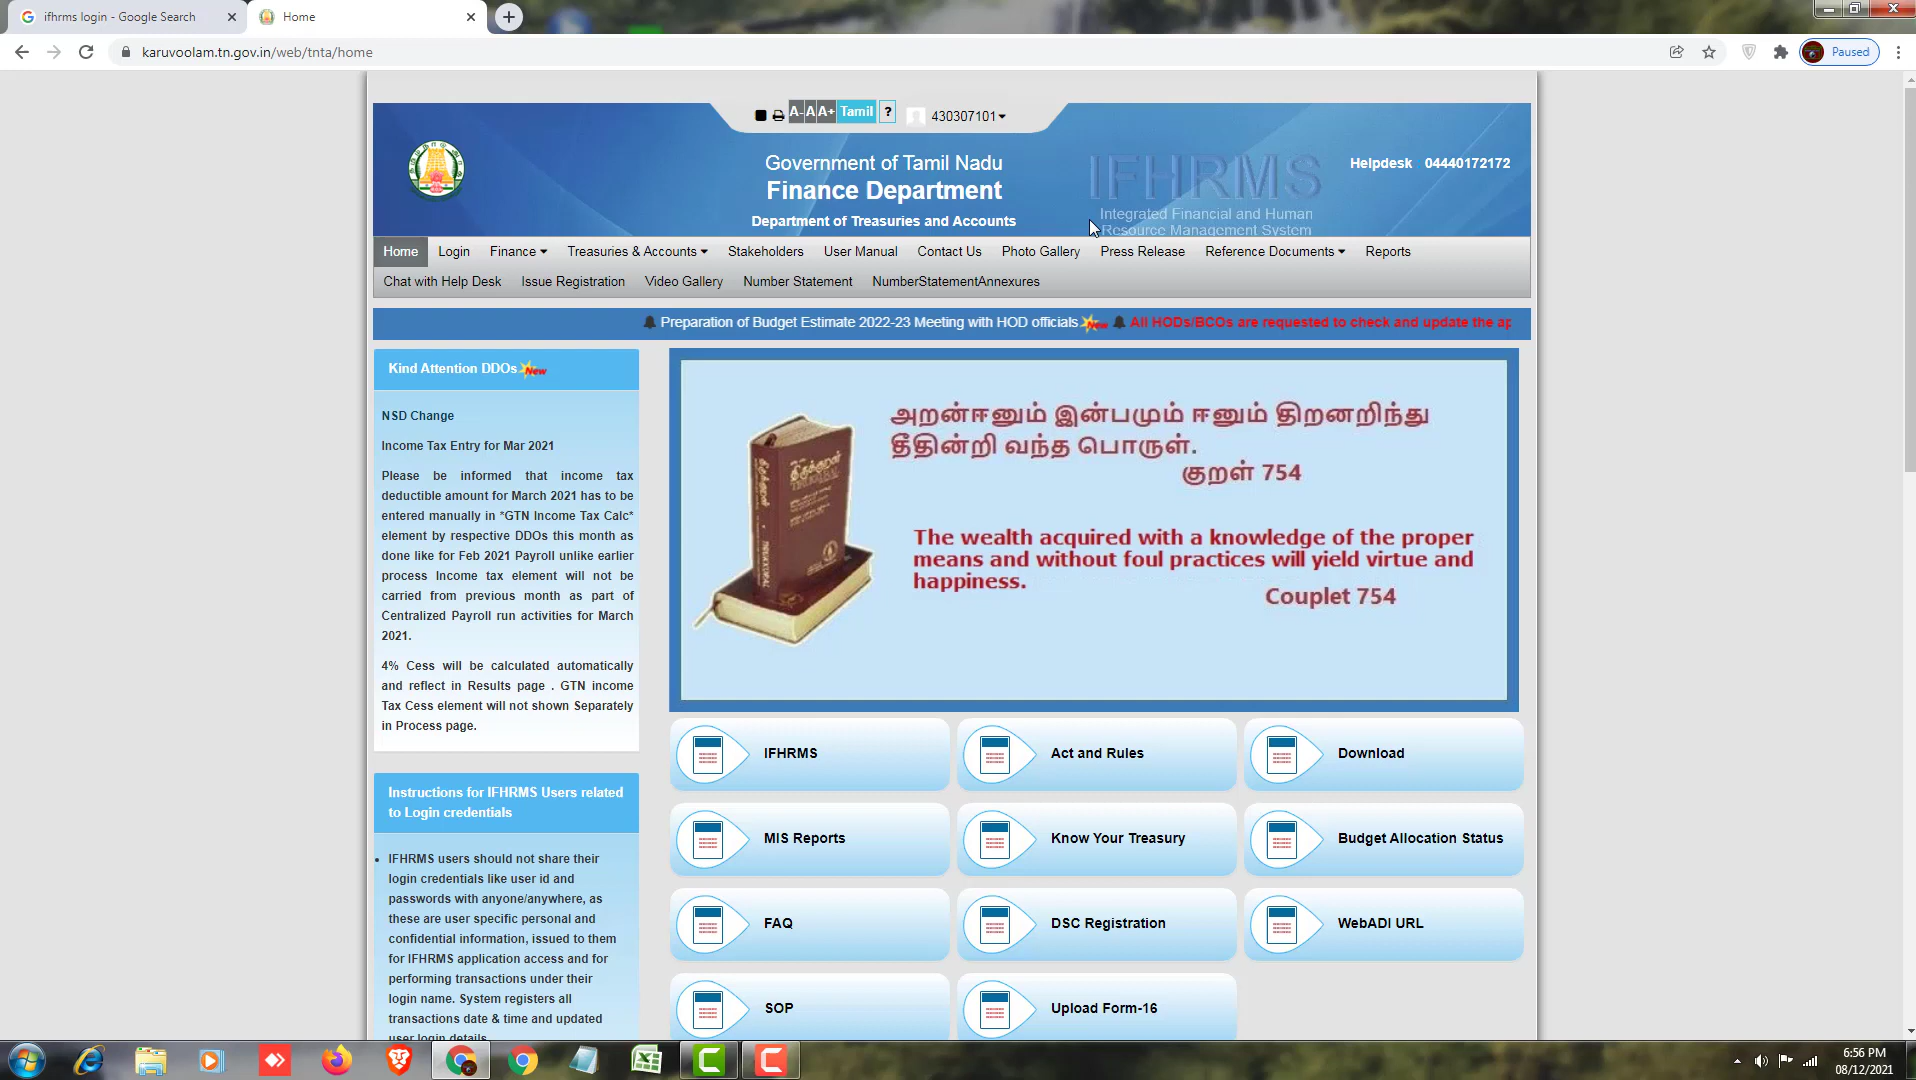 ifhrms login - Google Search
Home
karuvoolam.tn.gov.in/web/tnta/home
Paused
A- A A+ Tamil ? 430307101
Government of Tamil Nadu
Finance Department
Department of Treasuries and Accounts
IFHRMS
Integrated Financial and Human
Resource Management System
Helpdesk 04440172172
Home Login Finance Treasuries & Accounts Stakeholders User Manual Contact Us Photo Gallery Press Release Reference Documents Reports
Chat with Help Desk Issue Registration Video Gallery Number Statement NumberStatementAnnexures
Preparation of Budget Estimate 2022-23 Meeting with HOD officials New All HODs/BCOs are requested to check and update the ap
Kind Attention DDOs New
NSD Change
Income Tax Entry for Mar 2021
Please be informed that income tax
deductible amount for March 2021 has to be
entered manually in *GTN Income Tax Calc*
element by respective DDOs this month as
done like for Feb 2021 Payroll unlike earlier
process Income tax element will not be
carried from previous month as part of
Centralized Payroll run activities for March
2021.
4% Cess will be calculated automatically
and reflect in Results page . GTN income
Tax Cess element will not shown Separately
in Process page.
Instructions for IFHRMS Users related
to Login credentials
• IFHRMS users should not share their
login credentials like user id and
passwords with anyone/anywhere, as
these are user specific personal and
confidential information, issued to them
for IFHRMS application access and for
performing transactions under their
login name. System registers all
transactions date & time and updated
user login details
அறன்ஈனும் இன்பமும் ஈனும் திறனறிந்து
தீதின்றி வந்த பொருள்.
குறள் 754
The wealth acquired with a knowledge of the proper
means and without foul practices will yield virtue and
happiness.
Couplet 754
IFHRMS
Act and Rules
Download
MIS Reports
Know Your Treasury
Budget Allocation Status
FAQ
DSC Registration
WebADI URL
SOP
Upload Form-16
6:56 PM
08/12/2021